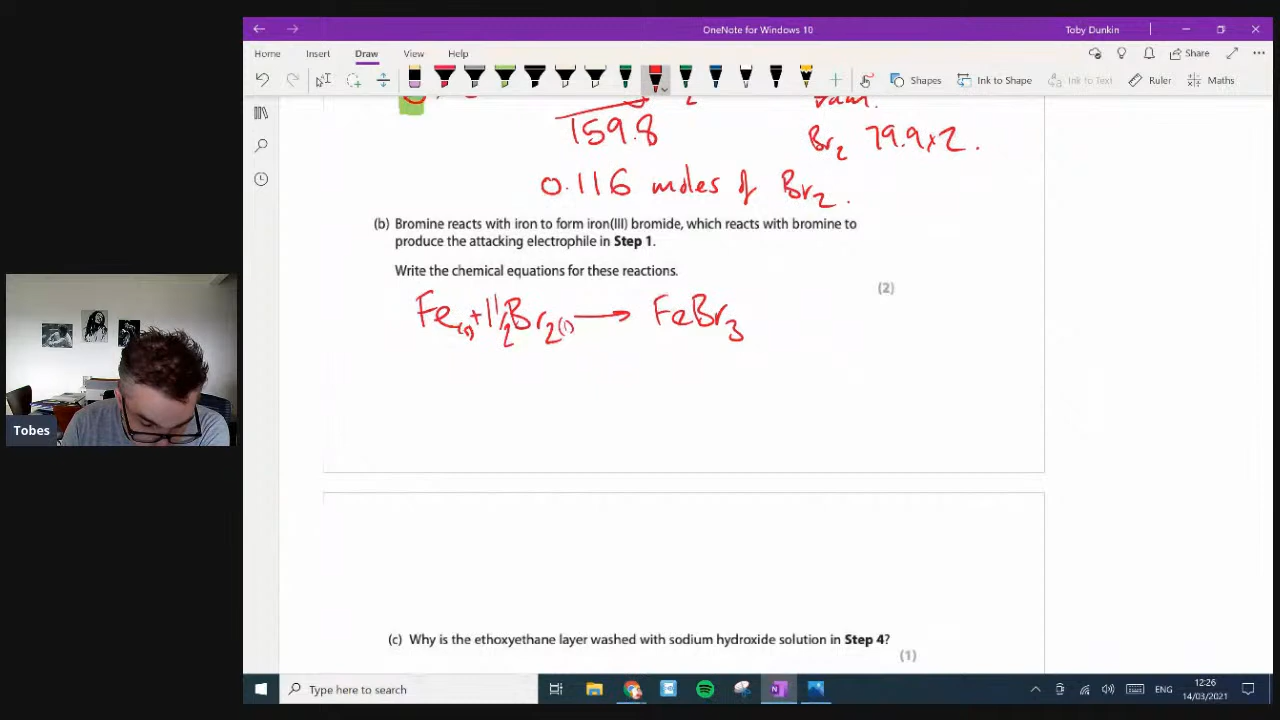 OneNote for Windows 10
Toby Dunkin
Home
Insert
Draw
View
Help
Share
Shapes
Ink to Shape
Ink to Text
Ruler
Maths
159.8
Br2 79.9x2.
0.116 moles of Br2.
(b) Bromine reacts with iron to form iron(III) bromide, which reacts with bromine to
produce the attacking electrophile in Step 1.
Write the chemical equations for these reactions.
(2)
Fe(s) + 1 1/2 Br2(l) → FeBr3
Tobes
(c) Why is the ethoxyethane layer washed with sodium hydroxide solution in Step 4?
(1)
Type here to search
ENG
12:26
14/03/2021